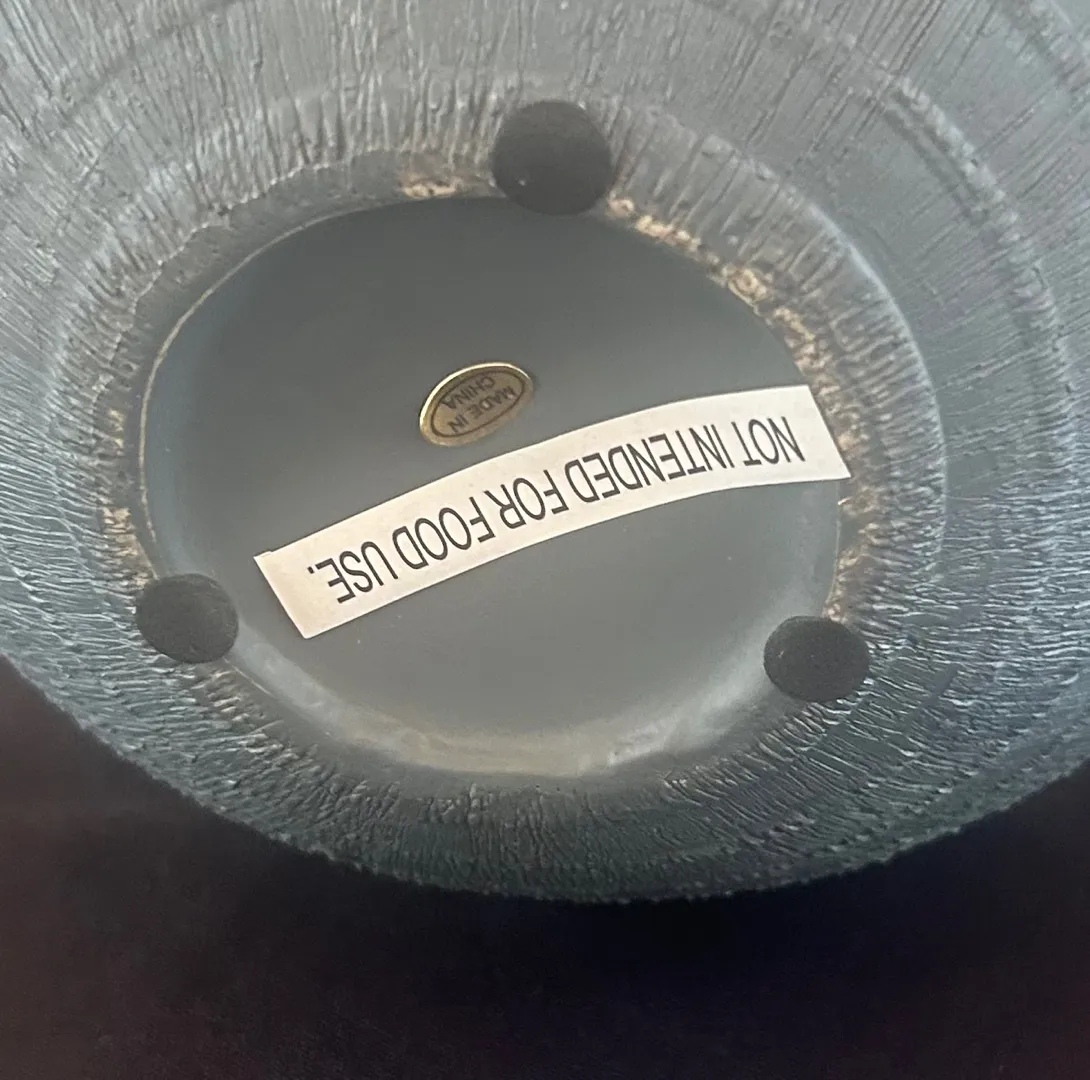 NOT INTENDED FOR FOOD USE.
MADE IN
CHINA